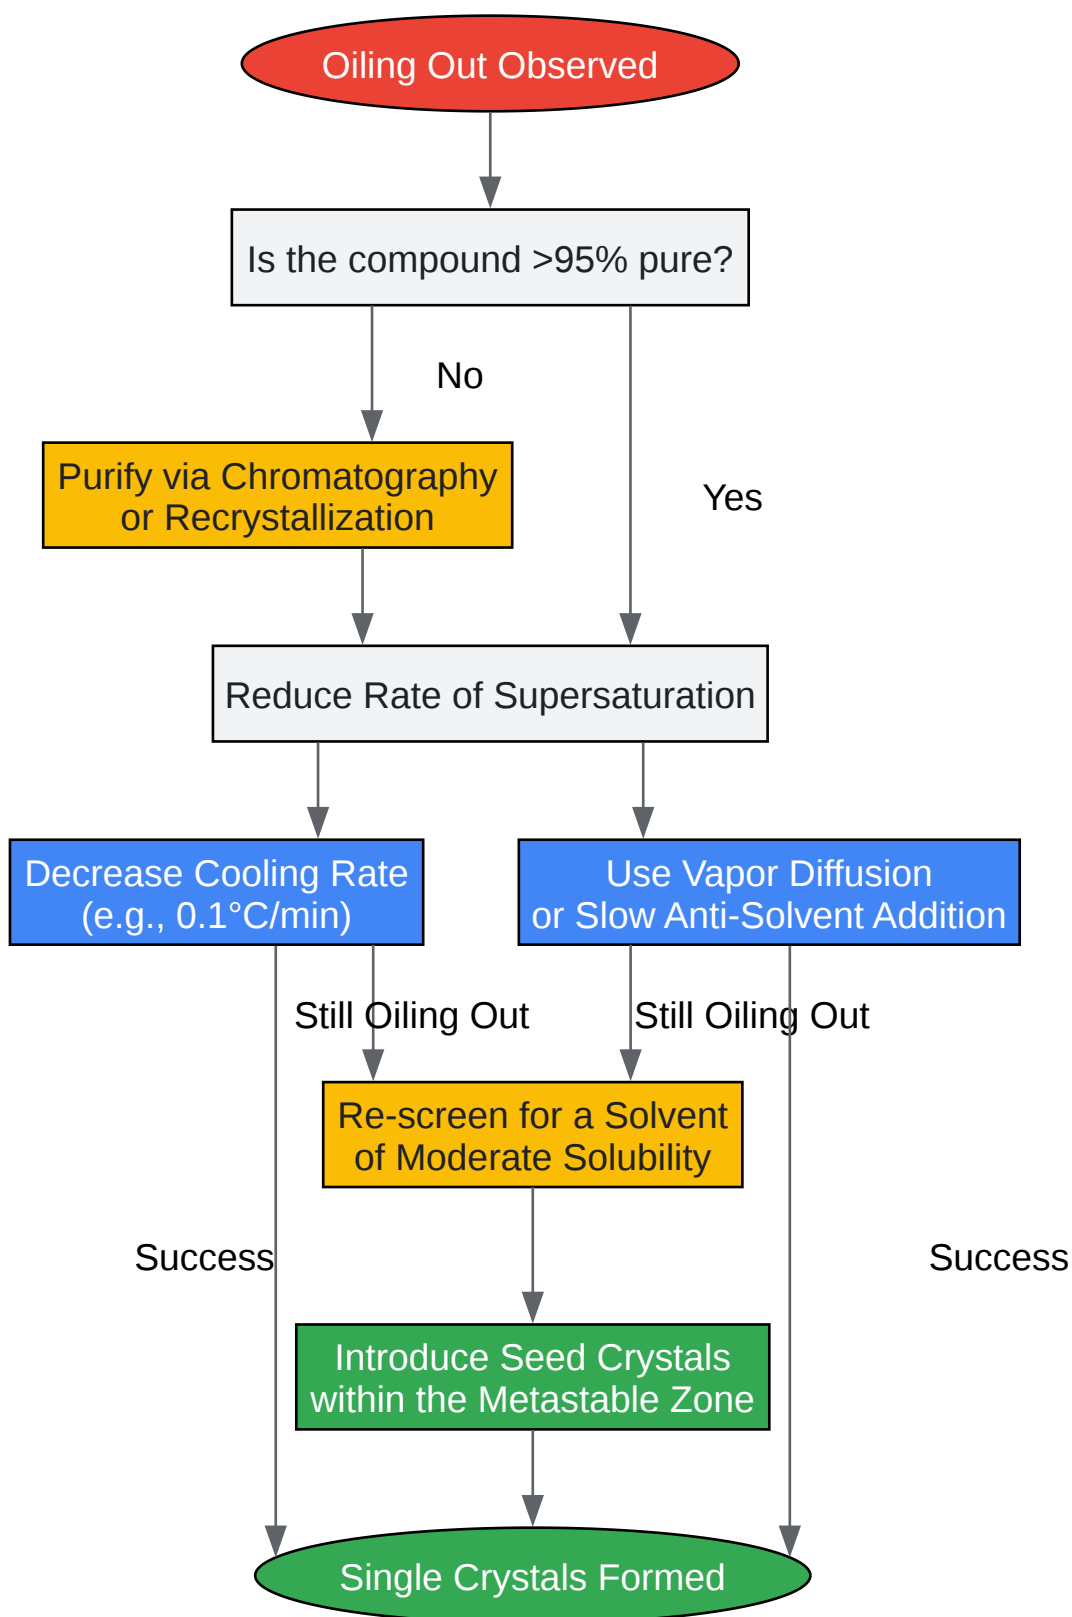 Oiling Out Observed
Is the compound >95% pure?
No
Purify via Chromatography
or Recrystallization
Yes
Reduce Rate of Supersaturation
Decrease Cooling Rate
(e.g., 0.1°C/min)
Use Vapor Diffusion
or Slow Anti-Solvent Addition
Still Oiling Out
Still Oiling Out
Re-screen for a Solvent
of Moderate Solubility
Success
Success
Introduce Seed Crystals
within the Metastable Zone
Single Crystals Formed